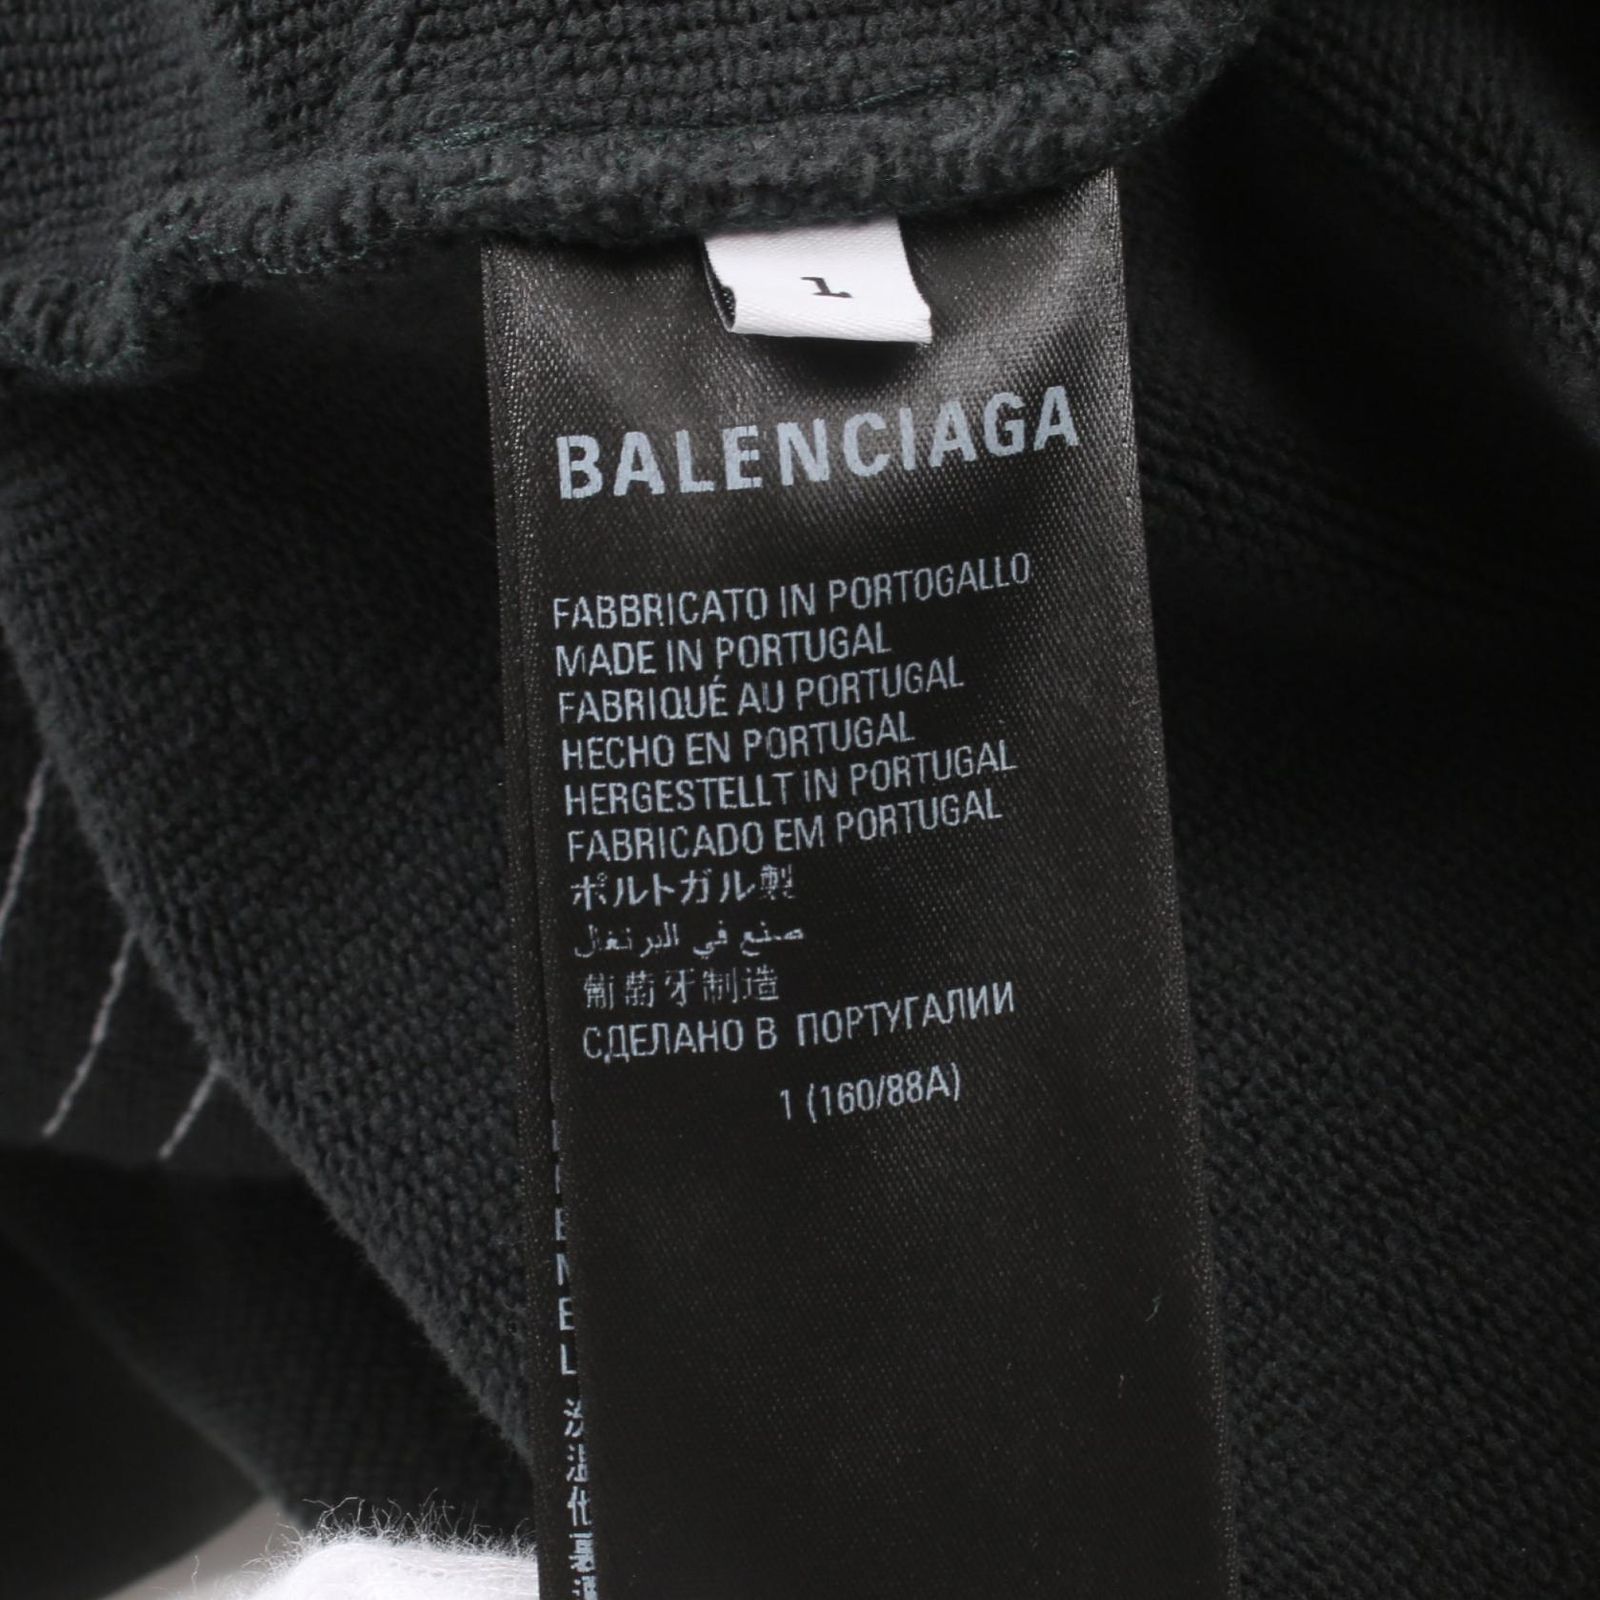 L
BALENCIAGA
FABBRICATO IN PORTOGALLO
MADE IN PORTUGAL
FABRIQUÉ AU PORTUGAL
HECHO EN PORTUGAL
HERGESTELLT IN PORTUGAL
FABRICADO EM PORTUGAL
ポルトガル製
صنع في البرتغال
葡萄牙制造
СДЕЛАНО В ПОРТУГАЛИИ
1 (160/88A)